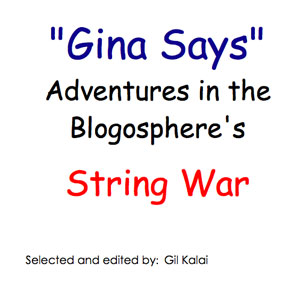 "Gina Says"
Adventures in the
Blogosphere's
String War
Selected and edited by:  Gil Kalai